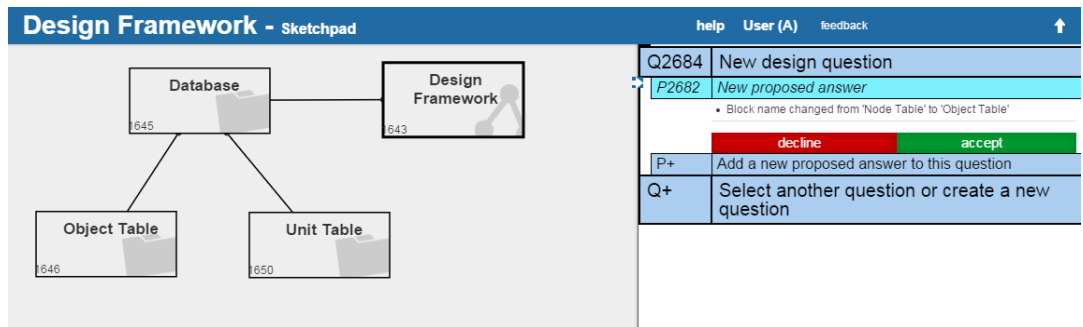 Design Framework - Sketchpad
help User (A) feedback
Database
1645
Design
Framework
1643
Object Table
1646
Unit Table
1650
Q2684 New design question
P2682 New proposed answer
• Block name changed from 'Node Table' to 'Object Table'
decline accept
P+ Add a new proposed answer to this question
Q+ Select another question or create a new
question